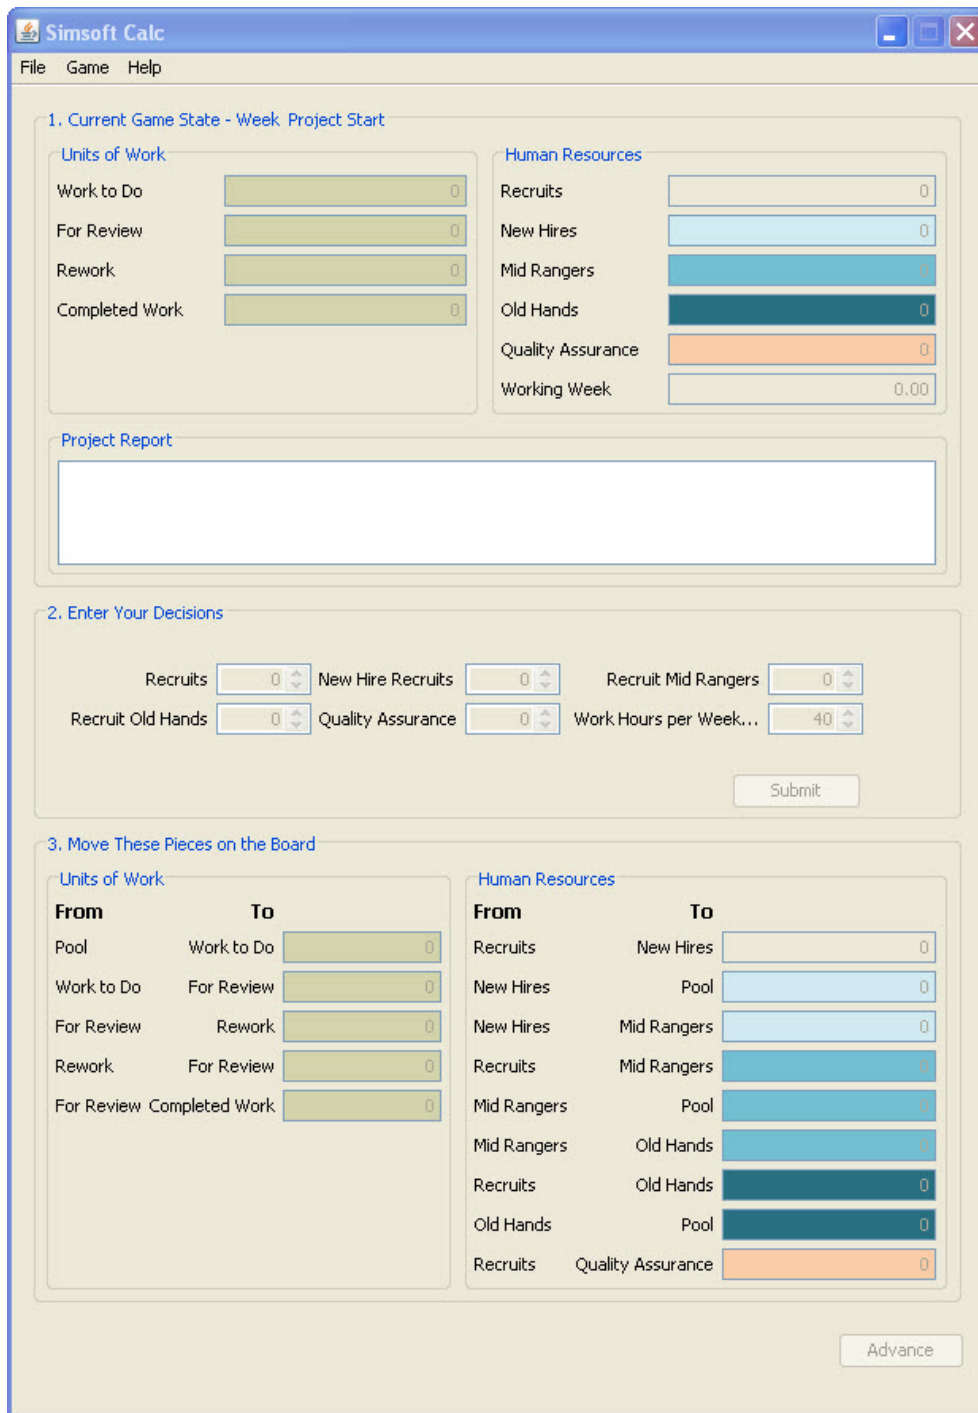 Simsoft Calc
File Game Help
1. Current Game State - Week Project Start
Units of Work
Work to Do 0
For Review 0
Rework 0
Completed Work 0
Human Resources
Recruits 0
New Hires 0
Mid Rangers
Old Hands 0
Quality Assurance 0
Working Week 0.00
Project Report
2. Enter Your Decisions
Recruits 0 New Hire Recruits 0 Recruit Mid Rangers 0
Recruit Old Hands 0 Quality Assurance 0 Work Hours per Week... 40
Submit
3. Move These Pieces on the Board
Units of Work
From To
Pool Work to Do 0
Work to Do For Review 0
For Review Rework 0
Rework For Review 0
For Review Completed Work 0
Human Resources
From To
Recruits New Hires 0
New Hires Pool 0
New Hires Mid Rangers 0
Recruits Mid Rangers
Mid Rangers Pool
Mid Rangers Old Hands
Recruits Old Hands 0
Old Hands Pool 0
Recruits Quality Assurance 0
Advance